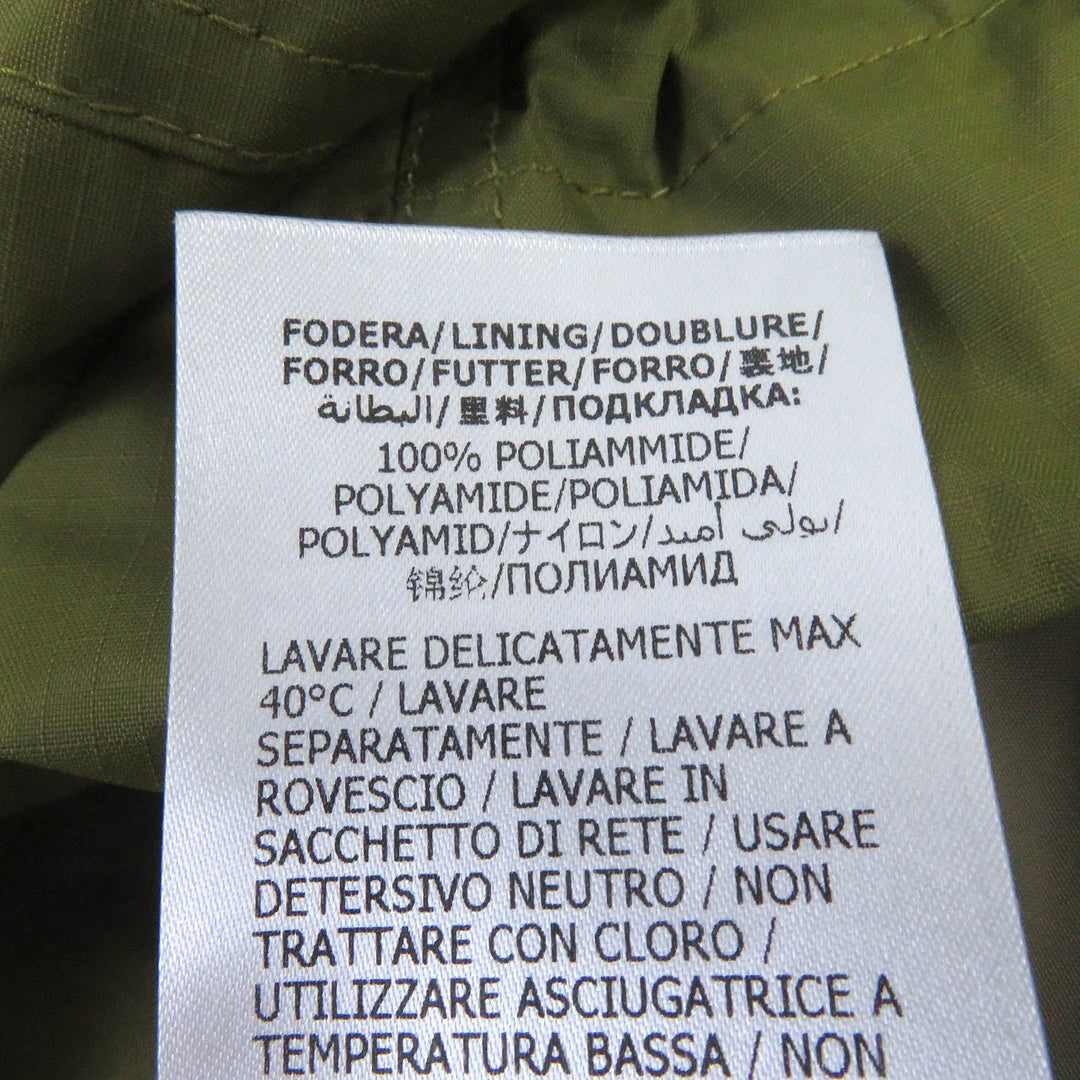 FODERA/LINING/DOUBLURE/
FORRO/FUTTER/FORRO/裏地/
البطانة/里料/ПОДКЛАДКА:
100% POLIAMMIDE/
POLYAMIDE/POLIAMIDA/
POLYAMID/ナイロン/بولي أميد/
锦纶/ПОЛИАМИД
LAVARE DELICATAMENTE MAX
40°C / LAVARE
SEPARATAMENTE / LAVARE A
ROVESCIO / LAVARE IN
SACCHETTO DI RETE / USARE
DETERSIVO NEUTRO / NON
TRATTARE CON CLORO /
UTILIZZARE ASCIUGATRICE A
TEMPERATURA BASSA / NON